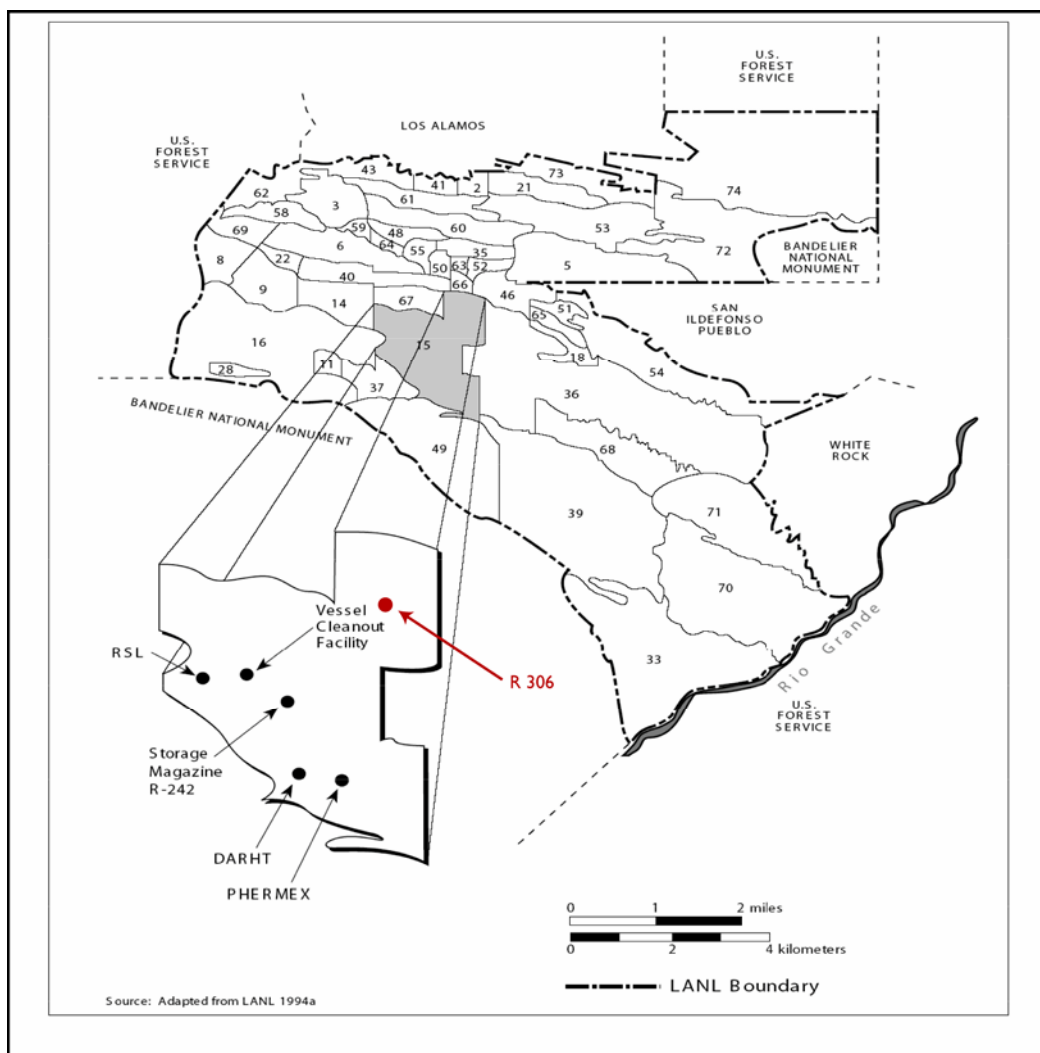 U.S.
FOREST
SERVICE
LOS ALAMOS
U.S.
FOREST
SERVICE
43
73
41
2
21
74
62
3
61
58
59
48
60
53
69
6
64
55
35
72
BANDELIER
NATIONAL
MONUMENT
8
22
50
63
52
5
40
66
9
14
67
46
51
SAN
ILDEFONSO
PUEBLO
65
16
15
18
11
54
28
37
36
BANDELIER NATIONAL MONUMENT
49
68
WHITE
ROCK
39
71
70
33
Rio Grande
U.S.
FOREST
SERVICE
Vessel
Cleanout
Facility
RSL
R 306
Storage
Magazine
R-242
DARHT
PHERMEX
0 1 2 miles
0 2 4 kilometers
LANL Boundary
Source: Adapted from LANL 1994a